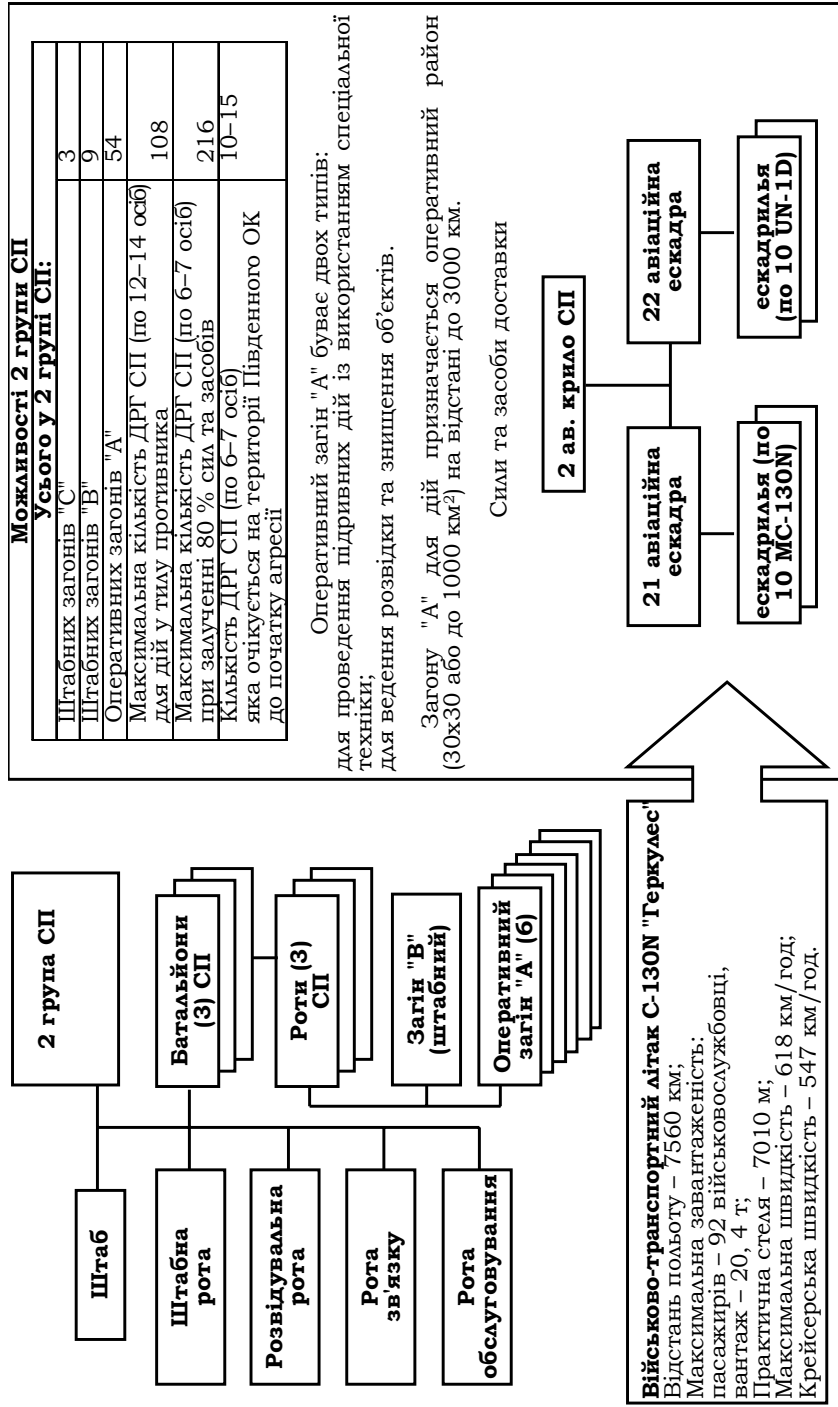 2 група СП
Штаб
Штабна
рота
Розвідувальна
рота
Рота
зв'язку
Рота
обслуговування
Батальйони
(3) СП
Роти (3)
СП
Загін "В"
(штабний)
Оперативний
загін "А" (6)
Можливості 2 групи СП
Усього у 2 групі СП:
Штабних загонів "С" 3
Штабних загонів "В" 9
Оперативних загонів "А" 54
Максимальна кількість ДРГ СП (по 12–14 осіб)
для дій у тилу противника 108
Максимальна кількість ДРГ СП (по 6–7 осіб)
при залученні 80 % сил та засобів 216
Кількість ДРГ СП (по 6–7 осіб) 10–15
яка очікується на території Південного ОК
до початку агресії
Оперативний загін "А" буває двох типів:
для проведення підривних дій із використанням спеціальної
техніки;
для ведення розвідки та знищення об'єктів.
Загону "А" для дій призначається оперативний район
(30х30 або до 1000 км²) на відстані до 3000 км.
Сили та засоби доставки
2 ав. крило СП
21 авіаційна
ескадра
22 авіаційна
ескадра
ескадрилья (по
10 МС-130N)
ескадрилья
(по 10 UN-1D)
Військово-транспортний літак С-130N "Геркулес"
Відстань польоту – 7560 км;
Максимальна завантаженість:
пасажирів – 92 військовослужбовці,
вантаж – 20, 4 т;
Практична стеля – 7010 м;
Максимальна швидкість – 618 км/год;
Крейсерська швидкість – 547 км/год.